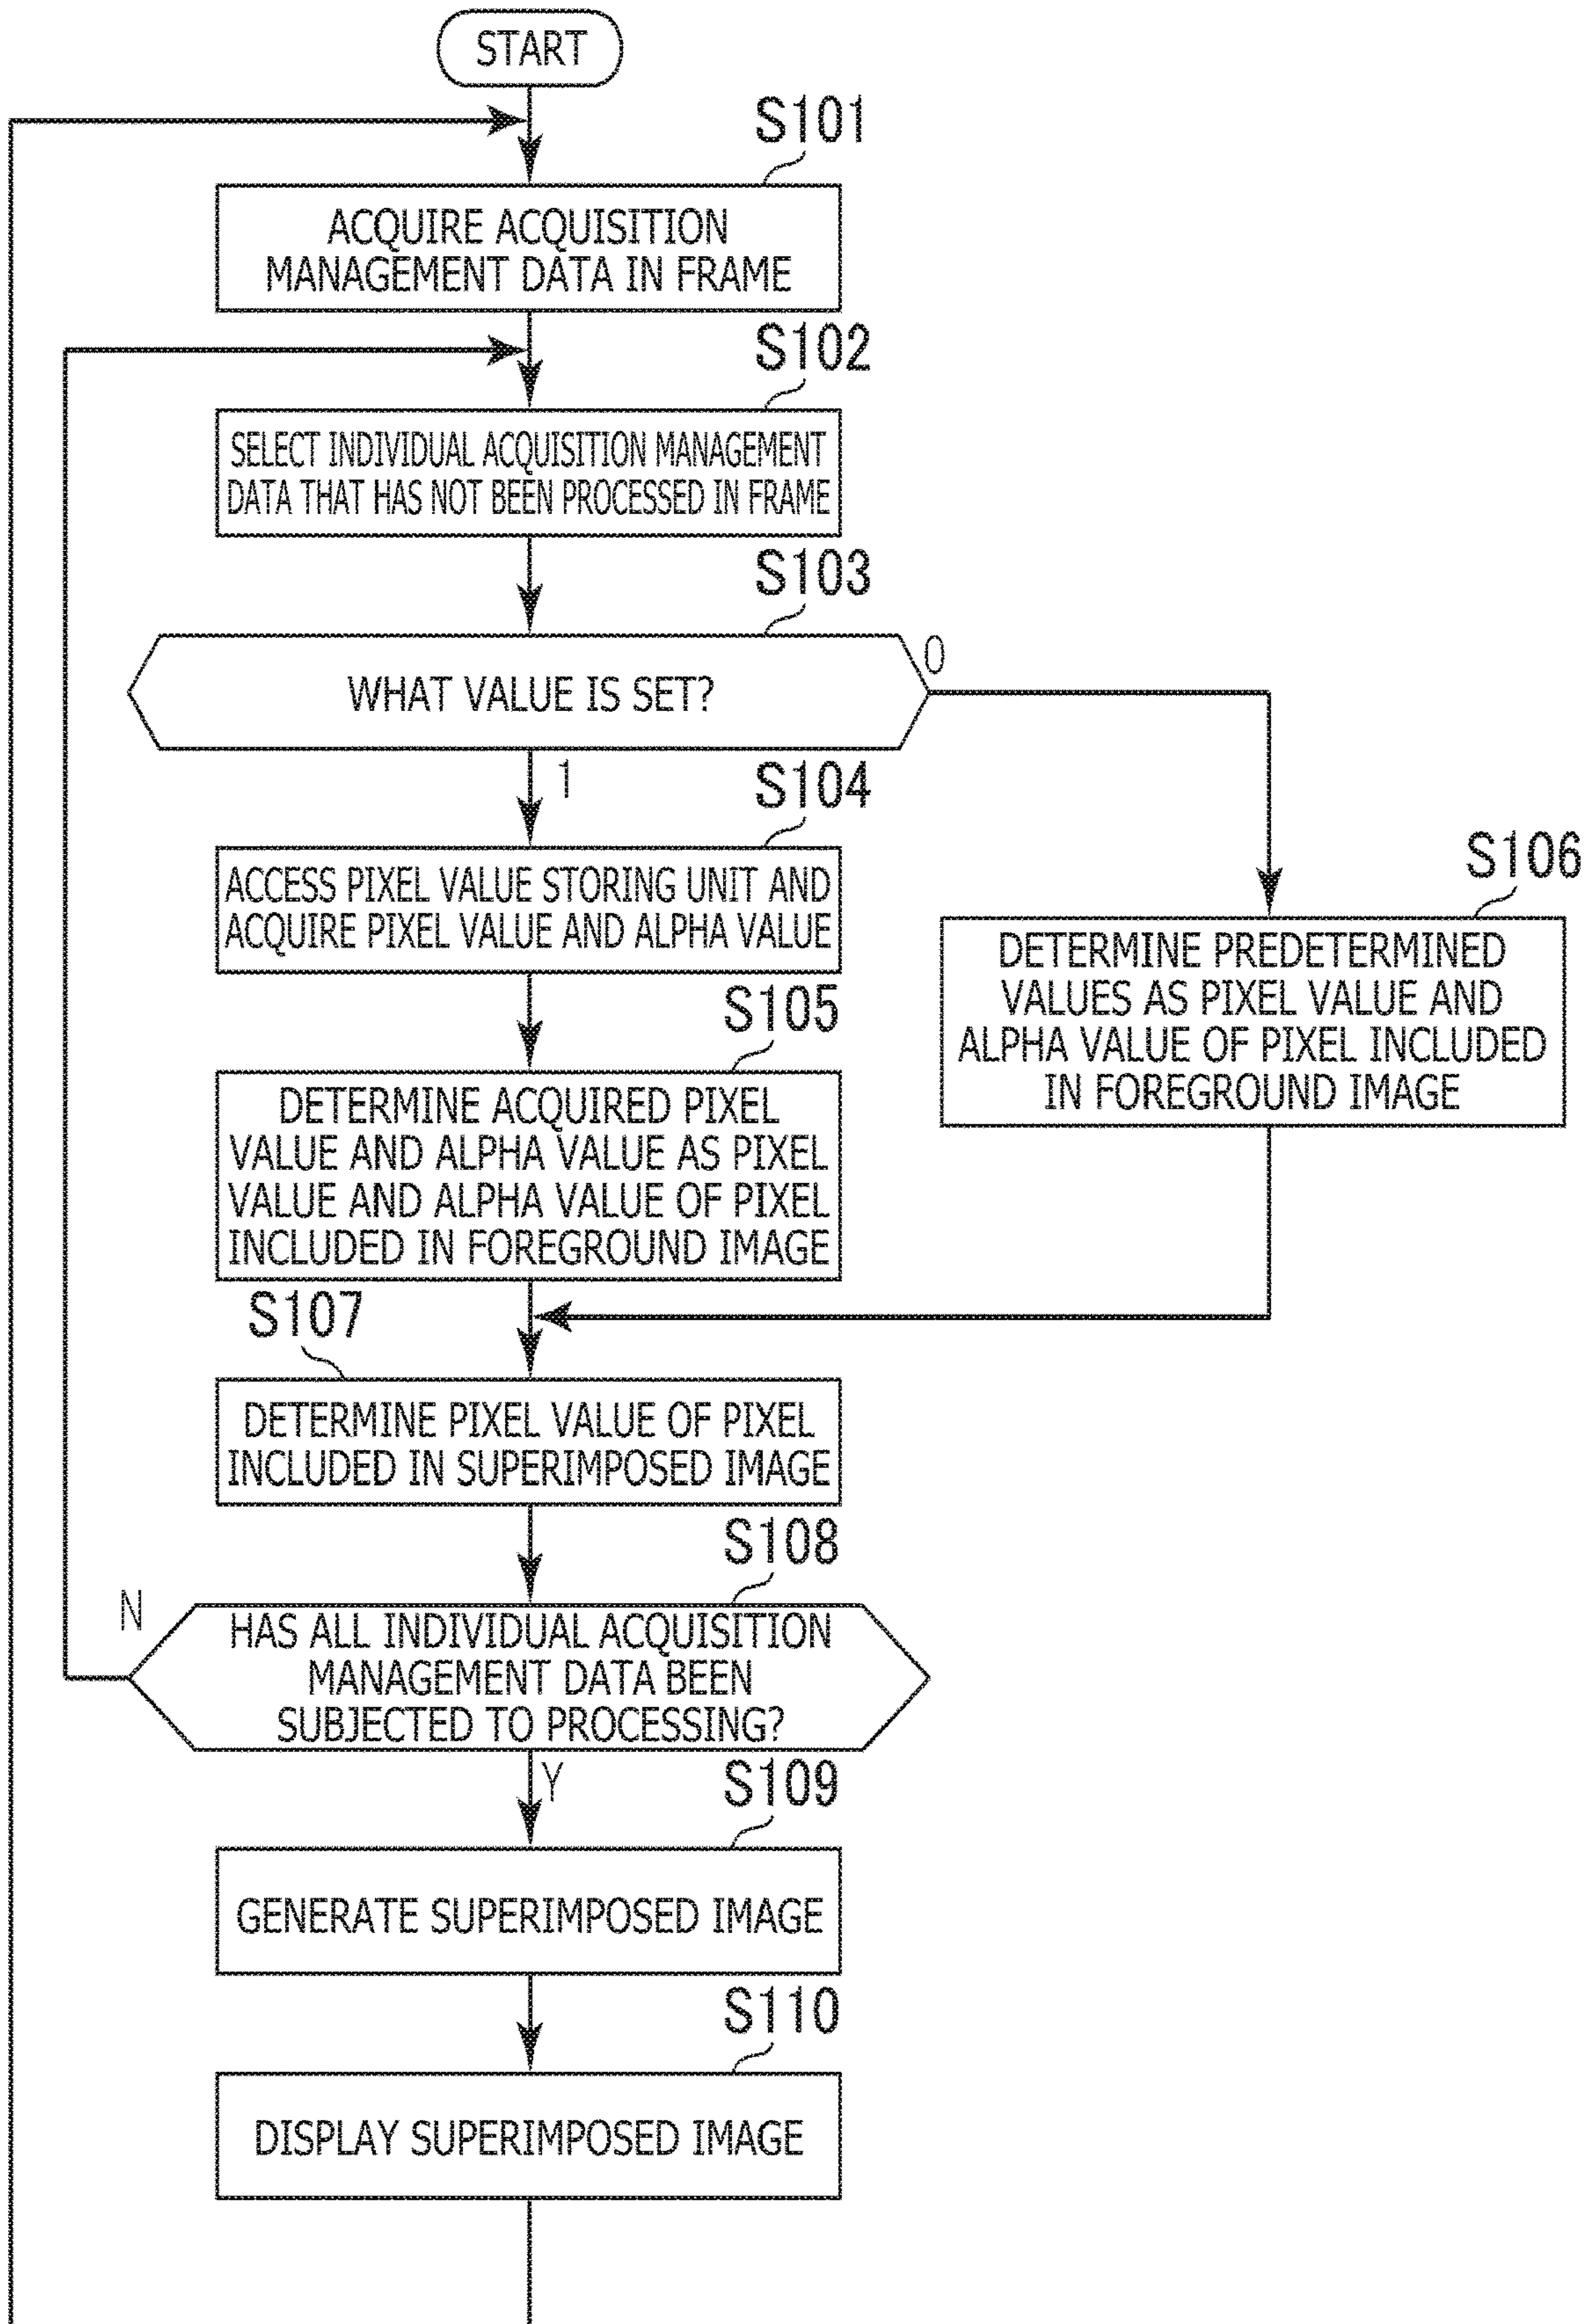 START
S101
ACQUIRE ACQUISITION
MANAGEMENT DATA IN FRAME
S102
SELECT INDIVIDUAL ACQUISITION MANAGEMENT
DATA THAT HAS NOT BEEN PROCESSED IN FRAME
S103
WHAT VALUE IS SET?
0
1
S104
ACCESS PIXEL VALUE STORING UNIT AND
ACQUIRE PIXEL VALUE AND ALPHA VALUE
S105
DETERMINE ACQUIRED PIXEL
VALUE AND ALPHA VALUE AS PIXEL
VALUE AND ALPHA VALUE OF PIXEL
INCLUDED IN FOREGROUND IMAGE
S106
DETERMINE PREDETERMINED
VALUES AS PIXEL VALUE AND
ALPHA VALUE OF PIXEL INCLUDED
IN FOREGROUND IMAGE
S107
DETERMINE PIXEL VALUE OF PIXEL
INCLUDED IN SUPERIMPOSED IMAGE
S108
N
HAS ALL INDIVIDUAL ACQUISITION
MANAGEMENT DATA BEEN
SUBJECTED TO PROCESSING?
Y
S109
GENERATE SUPERIMPOSED IMAGE
S110
DISPLAY SUPERIMPOSED IMAGE